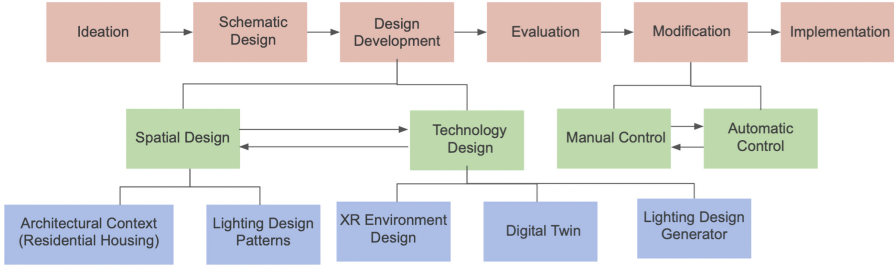 Ideation
Schematic
Design
Design
Development
Evaluation
Modification
Implementation
Spatial Design
Technology
Design
Manual Control
Automatic
Control
Architectural Context
(Residential Housing)
Lighting Design
Patterns
XR Environment
Design
Digital Twin
Lighting Design
Generator